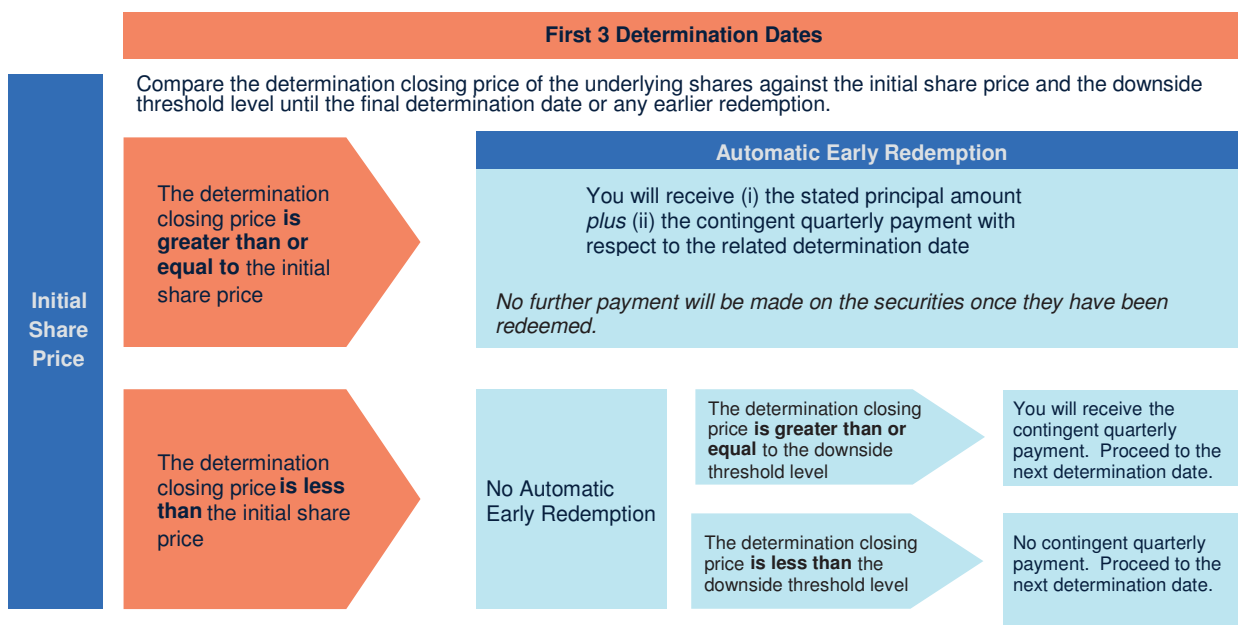 First 3 Determination Dates
Compare the determination closing price of the underlying shares against the initial share price and the downside
threshold level until the final determination date or any earlier redemption.
Initial
Share
Price
The determination
closing price is
greater than or
equal to the initial
share price
Automatic Early Redemption
You will receive (i) the stated principal amount
plus (ii) the contingent quarterly payment with
respect to the related determination date
No further payment will be made on the securities once they have been
redeemed.
The determination
closing price is less
than the initial share
price
No Automatic
Early Redemption
The determination closing
price is greater than or
equal to the downside
threshold level
You will receive the
contingent quarterly
payment. Proceed to the
next determination date.
The determination closing
price is less than the
downside threshold level
No contingent quarterly
payment. Proceed to the
next determination date.